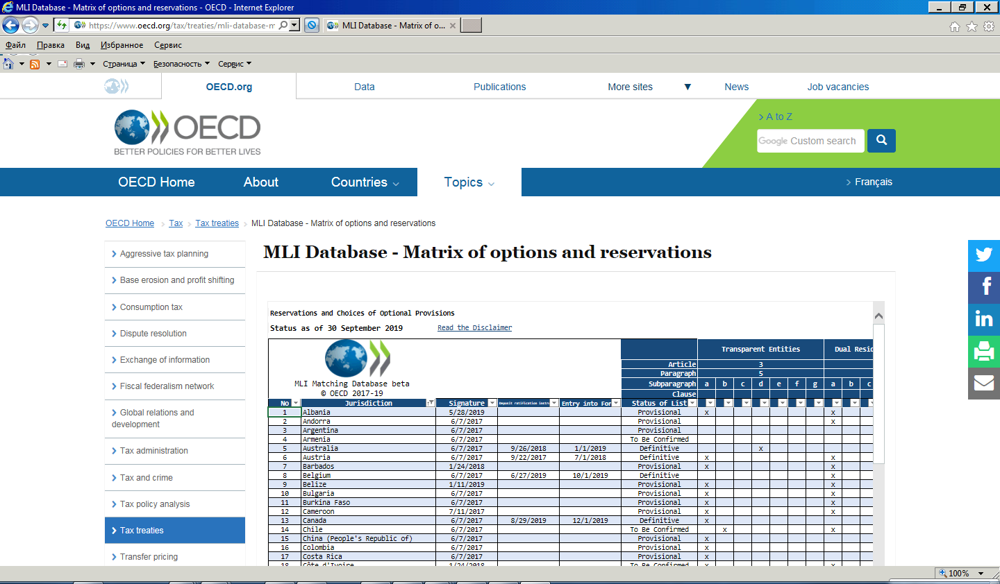 MLI Database - Matrix of options and reservations - OECD - Internet Explorer
https://www.oecd.org/tax/treaties/mli-database-m
MLI Database - Matrix of o...
Файл Правка Вид Избранное Сервис
Страница Безопасность Сервис
OECD.org Data Publications More sites News Job vacancies
OECD
BETTER POLICIES FOR BETTER LIVES
A to Z
Google Custom search
OECD Home About Countries Topics Français
OECD Home Tax Tax treaties MLI Database - Matrix of options and reservations
Aggressive tax planning
Base erosion and profit shifting
Consumption tax
Dispute resolution
Exchange of information
Fiscal federalism network
Global relations and
development
Tax administration
Tax and crime
Tax policy analysis
Tax treaties
Transfer pricing
MLI Database - Matrix of options and reservations
Reservations and Choices of Optional Provisions
Status as of 30 September 2019 Read the Disclaimer
MLI Matching Database beta
© OECD 2017-19
Transparent Entities Dual Resid
Article 3
Paragraph 5
Subparagraph a b c d e f g a b c
Clause
No Jurisdiction Signature Deposit ratification instru Entry into For Status of List
1 Albania 5/28/2019 Provisional x x
2 Andorra 6/7/2017 Provisional x
3 Argentina 6/7/2017 Provisional
4 Armenia 6/7/2017 To Be Confirmed
5 Australia 6/7/2017 9/26/2018 1/1/2019 Definitive x
6 Austria 6/7/2017 9/22/2017 7/1/2018 Definitive x x
7 Barbados 1/24/2018 Provisional x x
8 Belgium 6/7/2017 6/27/2019 10/1/2019 Definitive x
9 Belize 1/11/2019 Provisional x x
10 Bulgaria 6/7/2017 Provisional x x
11 Burkina Faso 6/7/2017 Provisional x x
12 Cameroon 7/11/2017 Provisional x x
13 Canada 6/7/2017 8/29/2019 12/1/2019 Definitive x
14 Chile 6/7/2017 To Be Confirmed x x
15 China (People's Republic of) 6/7/2017 Provisional x
16 Colombia 6/7/2017 Provisional x
17 Costa Rica 6/7/2017 Provisional x
18 Côte d'Ivoire 1/24/2018 To Be Confirmed x x
100%